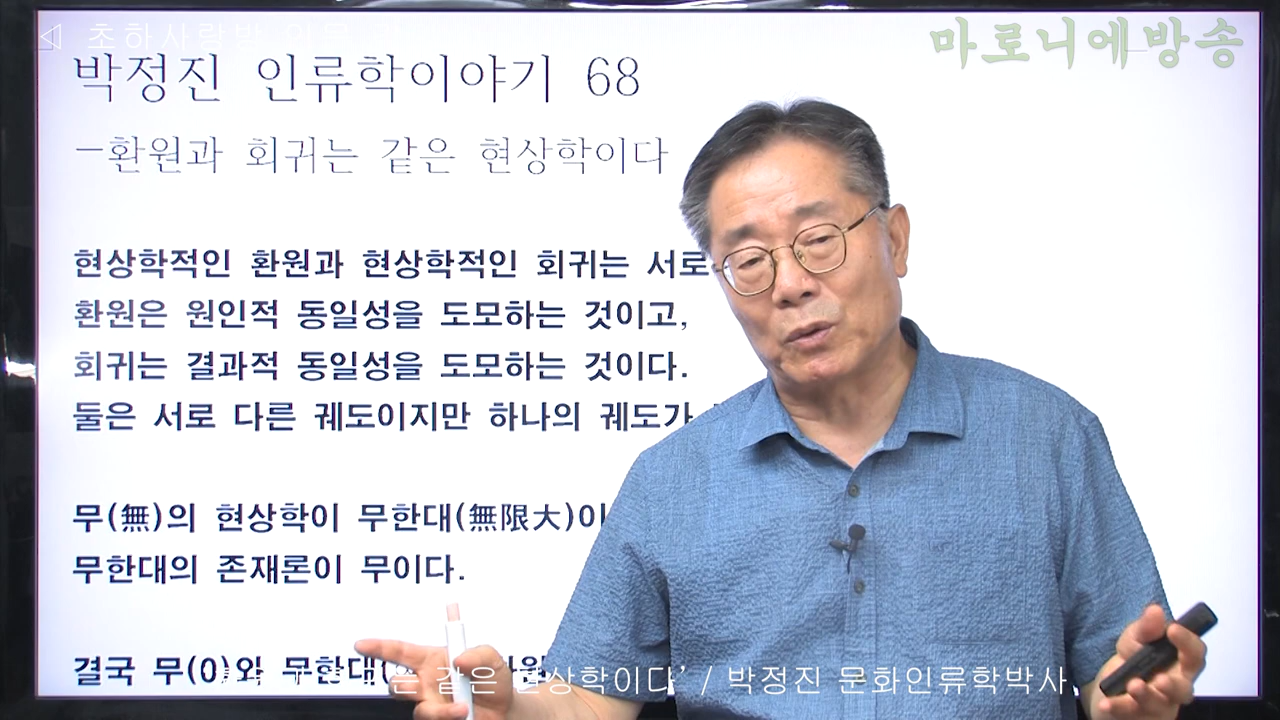 ◁ 초하사랑방 인문
마로니에방송
박정진 인류학이야기 68
-환원과 회귀는 같은 현상학이다
현상학적인 환원과 현상학적인 회귀는 서로
환원은 원인적 동일성을 도모하는 것이고,
회귀는 결과적 동일성을 도모하는 것이다.
둘은 서로 다른 궤도이지만 하나의 궤도가
무(無)의 현상학이 무한대(無限大)이
무한대의 존재론이 무이다.
결국 무(0)와 무한대
같은 현상학이다’ / 박정진 문화인류학박사